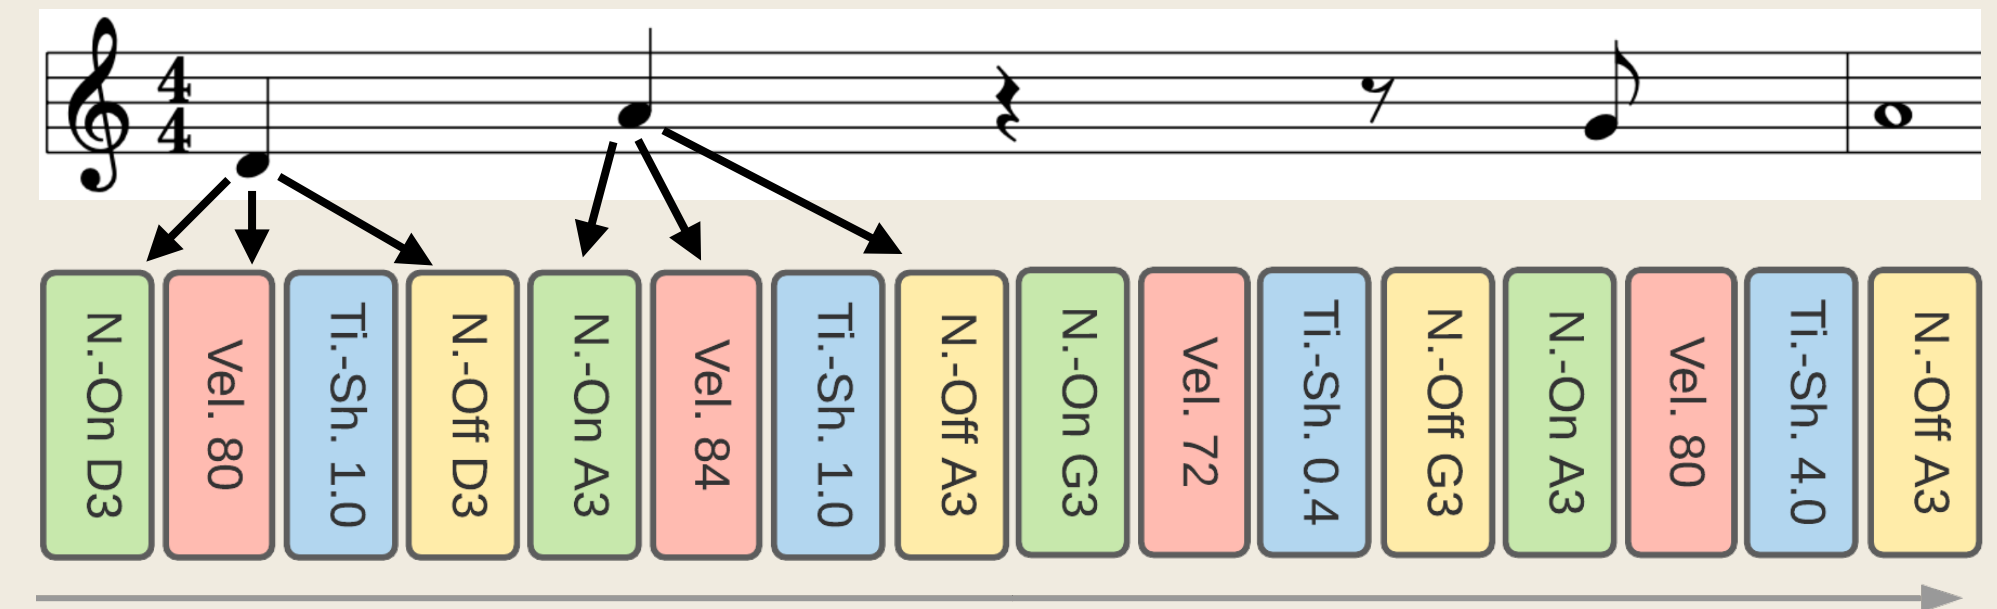 4
4
N.-On D3
Vel. 80
Ti.-Sh. 1.0
N.-Off D3
N.-On A3
Vel. 84
Ti.-Sh. 1.0
N.-Off A3
N.-On G3
Vel. 72
Ti.-Sh. 0.4
N.-Off G3
N.-On A3
Vel. 80
Ti.-Sh. 4.0
N.-Off A3